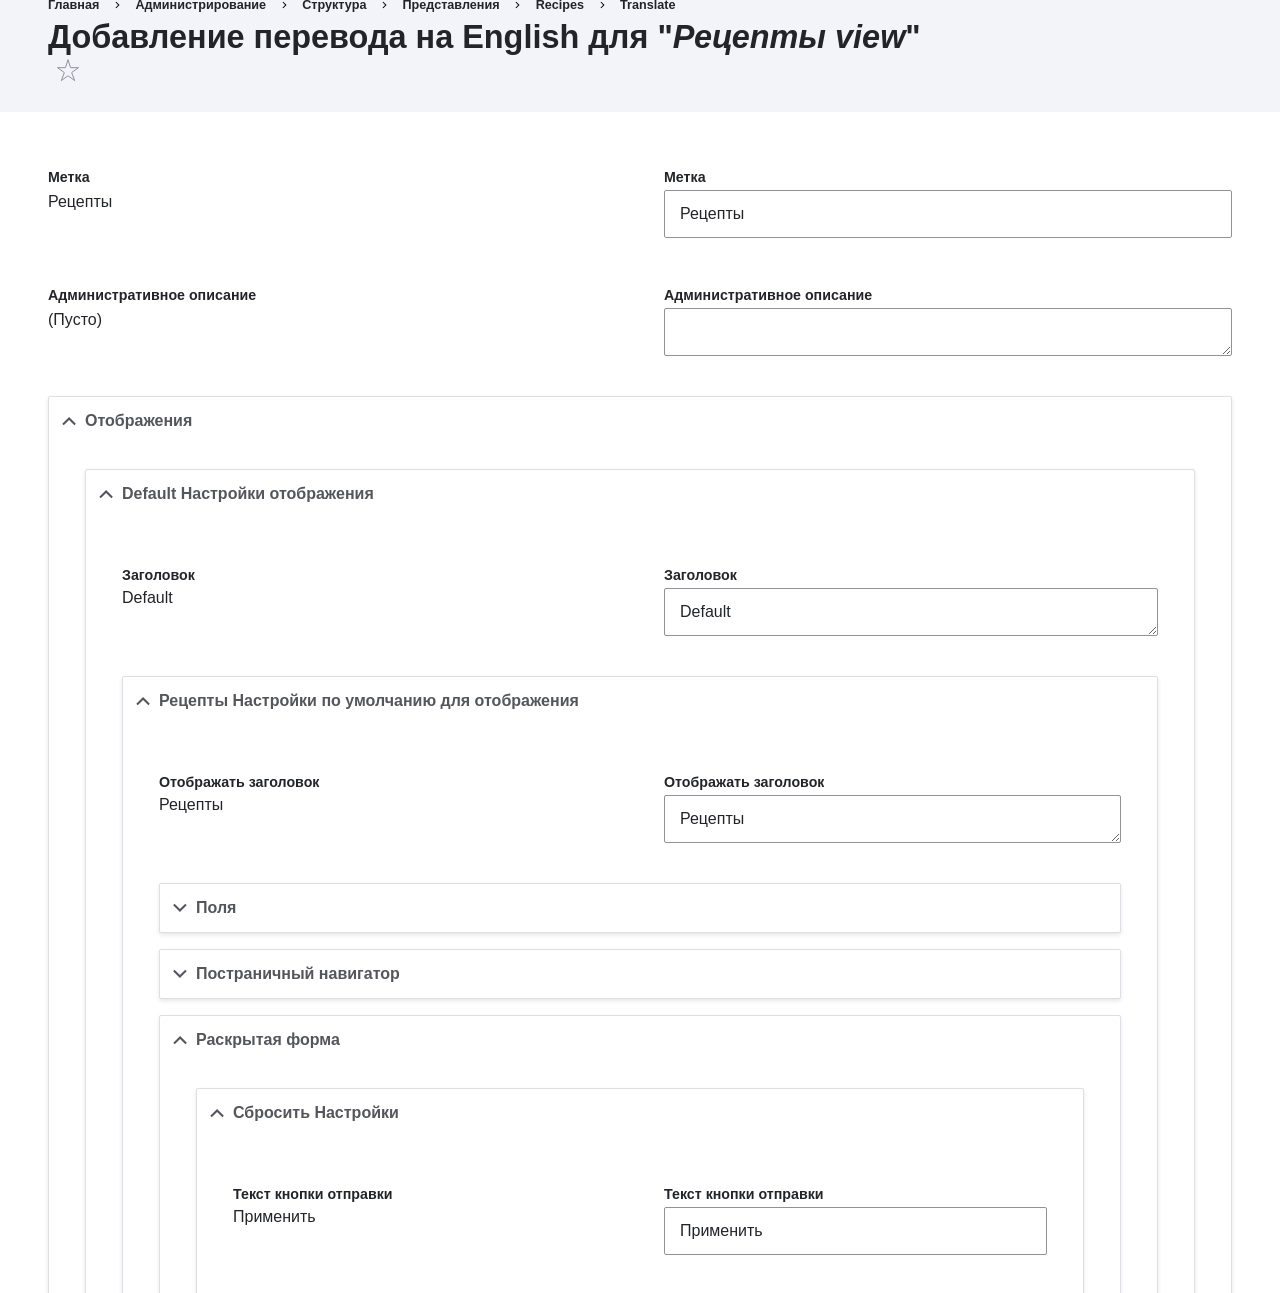 Главная › Администрирование › Структура › Представления › Recipes › Translate
Добавление перевода на English для "Рецепты view"
Метка
Рецепты
Метка
Рецепты
Административное описание
(Пусто)
Административное описание
Отображения
Default Настройки отображения
Заголовок
Default
Заголовок
Default
Рецепты Настройки по умолчанию для отображения
Отображать заголовок
Рецепты
Отображать заголовок
Рецепты
Поля
Постраничный навигатор
Раскрытая форма
Сбросить Настройки
Текст кнопки отправки
Применить
Текст кнопки отправки
Применить